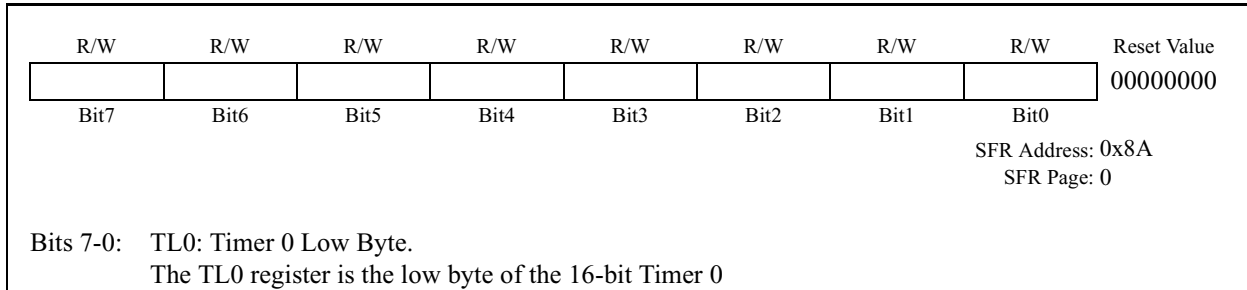 R/W R/W R/W R/W R/W R/W R/W R/W Reset Value
00000000
Bit7 Bit6 Bit5 Bit4 Bit3 Bit2 Bit1 Bit0
SFR Address: 0x8A
SFR Page: 0
Bits 7-0: TL0: Timer 0 Low Byte.
The TL0 register is the low byte of the 16-bit Timer 0